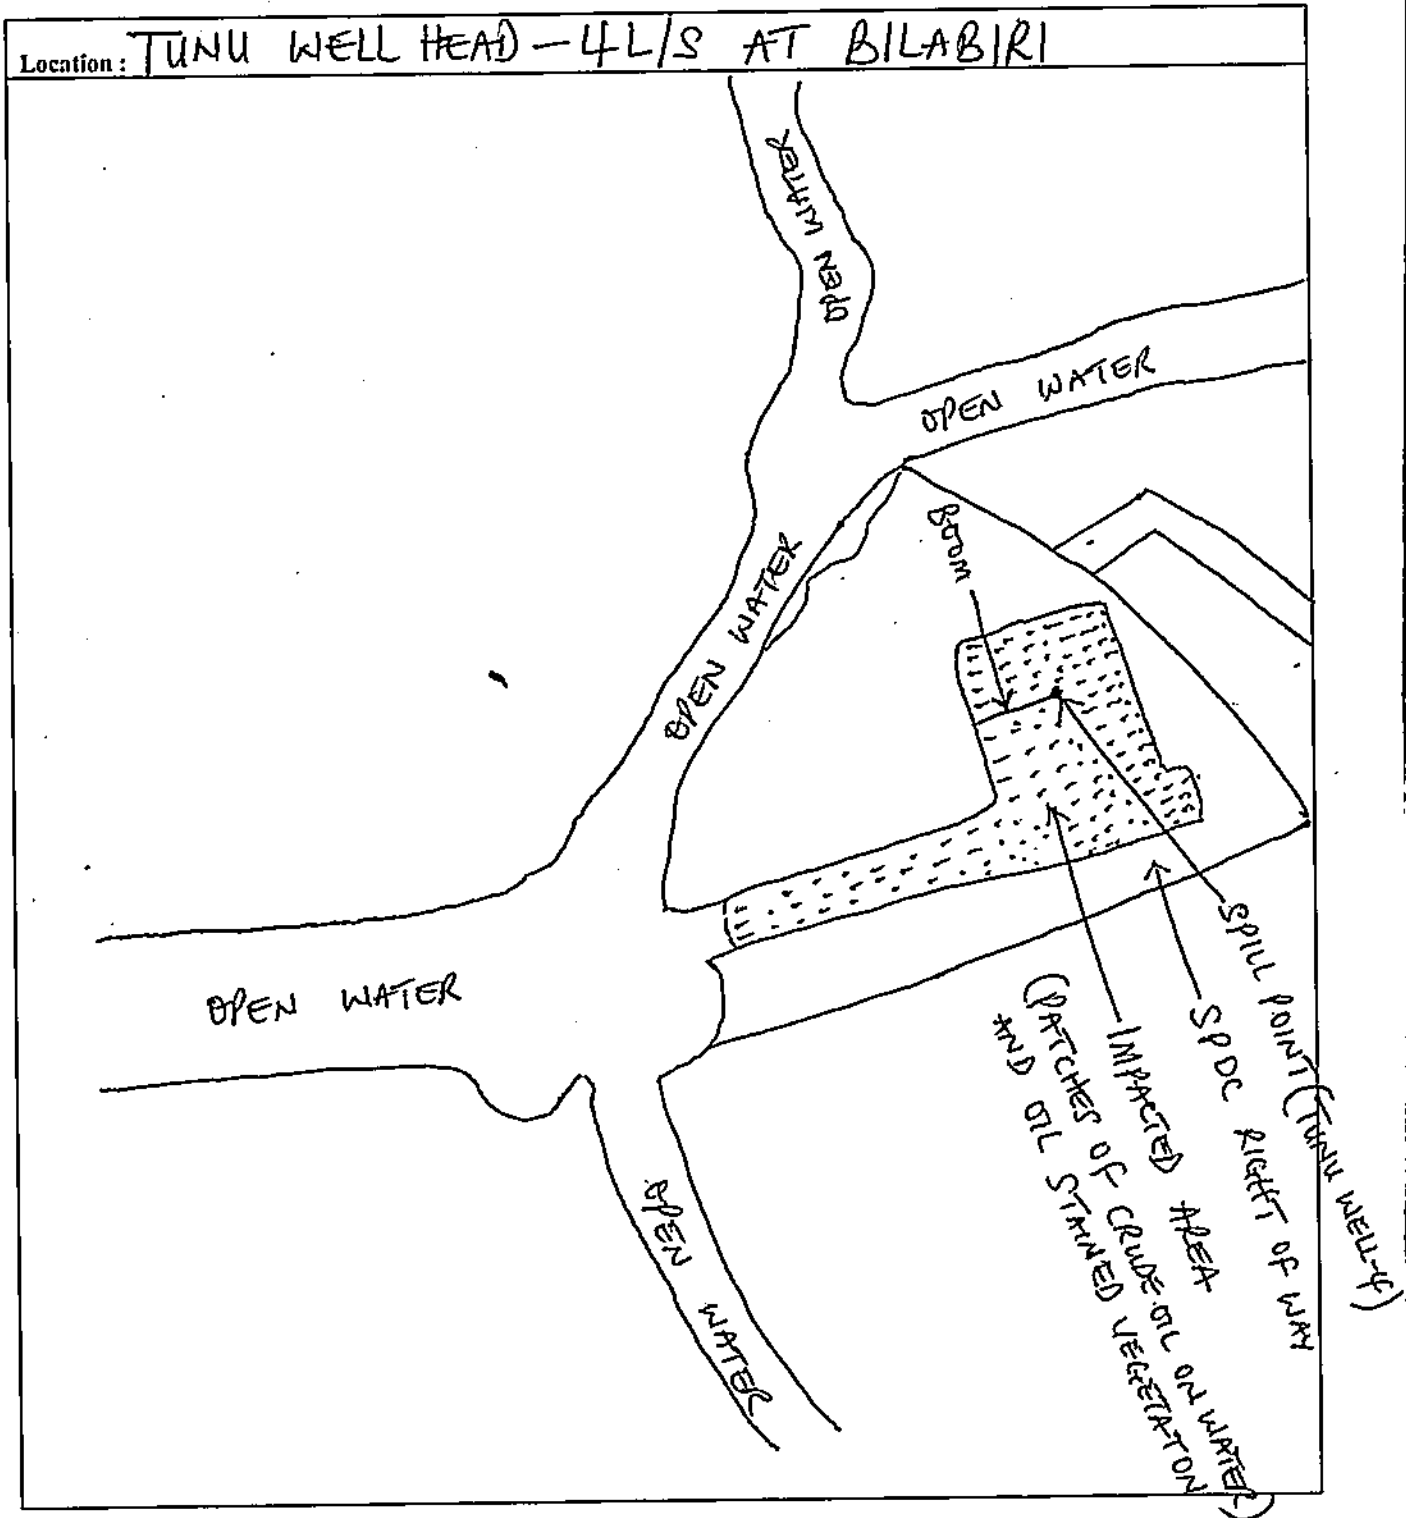 Location: TUNU WELL HEAD-4L/S AT BILABIRI
OPEN WATER
OPEN WATER
BOOM
OPEN WATER
OPEN WATER
SPILL POINT (TUNU WELL-4)
SPDC RIGHT OF WAY
IMPACTED AREA
(PATCHES OF CRUDE OIL ON WATER)
AND OIL STAINED VEGETATON
OPEN WATER